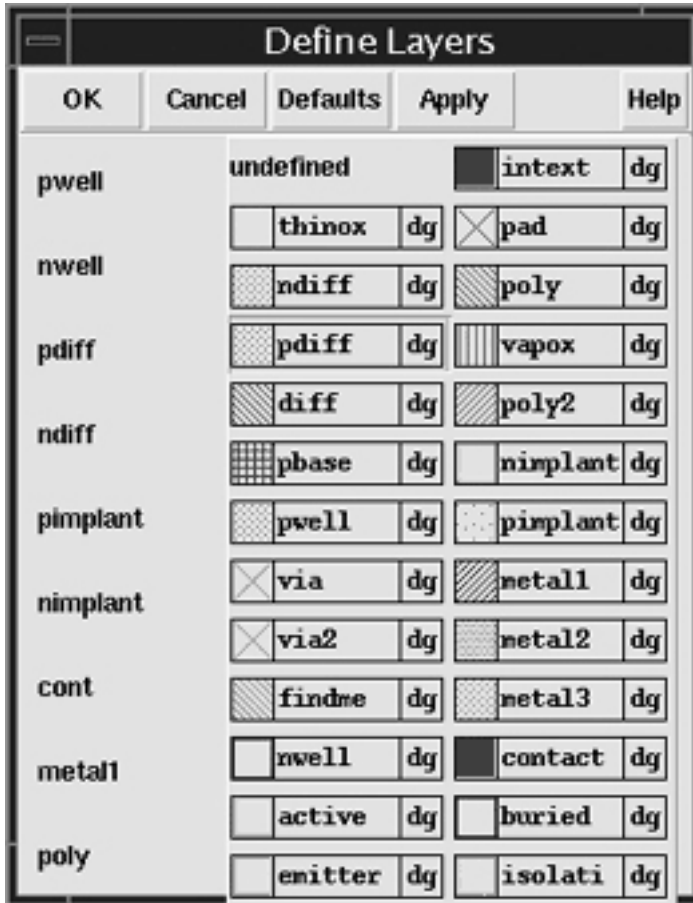 Define Layers
OK Cancel Defaults Apply Help
pwell
nwell
pdiff
ndiff
pimplant
nimplant
cont
metal1
poly
undefined intext dg
thinox dg pad dg
ndiff dg poly dg
pdiff dg vapox dg
diff dg poly2 dg
pbase dg nimplant dg
pwell dg pimplant dg
via dg metal1 dg
via2 dg metal2 dg
findme dg metal3 dg
nwell dg contact dg
active dg buried dg
emitter dg isolati dg